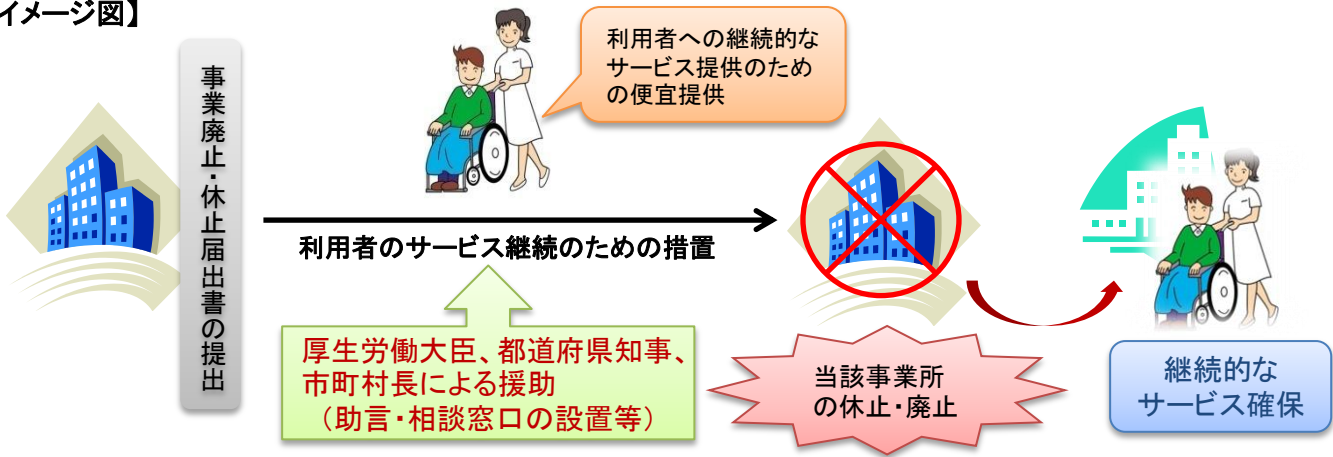 イメージ図】
事業廃止・休止届出書の提出
利用者への継続的な
サービス提供のため
の便宜提供
利用者のサービス継続のための措置
厚生労働大臣、都道府県知事、
市町村長による援助
（助言・相談窓口の設置等）
当該事業所
の休止・廃止
継続的な
サービス確保